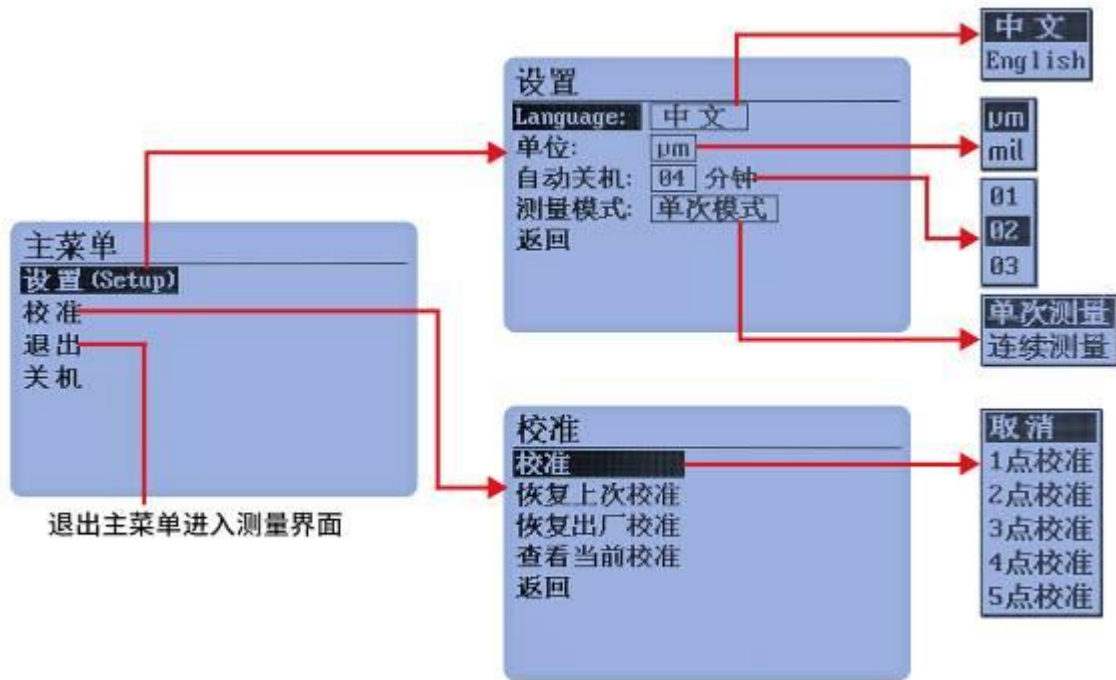 主菜单
设置(Setup)
校准
退出
关机
退出主菜单进入测量界面
设置
Language: 中文
单位: μm
自动关机: 04 分钟
测量模式: 单次模式
返回
中文
English
μm
mil
01
02
03
单次测量
连续测量
校准
校准
恢复上次校准
恢复出厂校准
查看当前校准
返回
取消
1点校准
2点校准
3点校准
4点校准
5点校准